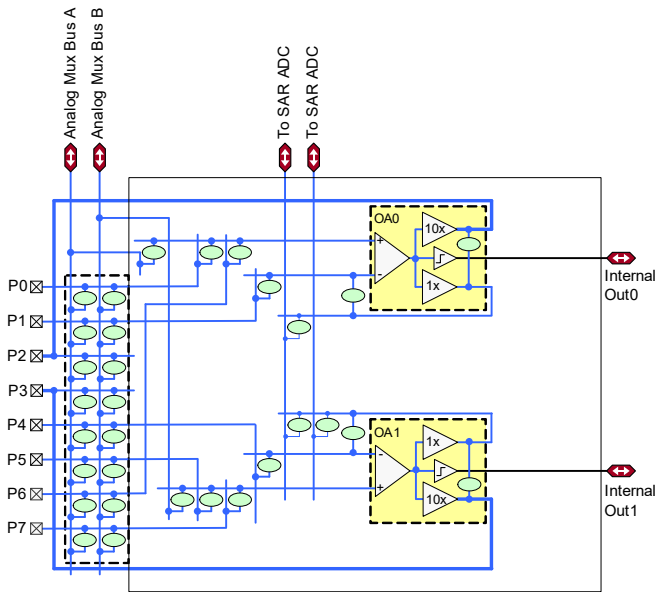 Analog Mux Bus A
Analog Mux Bus B
To SAR ADC
To SAR ADC
OA0
10x
+
-
1x
Internal
Out0
P0
P1
P2
P3
P4
P5
P6
P7
OA1
1x
-
+
10x
Internal
Out1